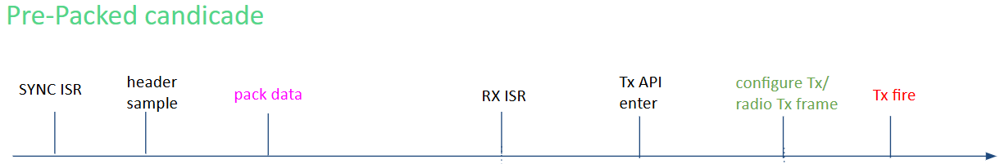 Pre-Packed candicade
SYNC ISR
header
sample
pack data
RX ISR
Tx API
enter
configure Tx/
radio Tx frame
Tx fire